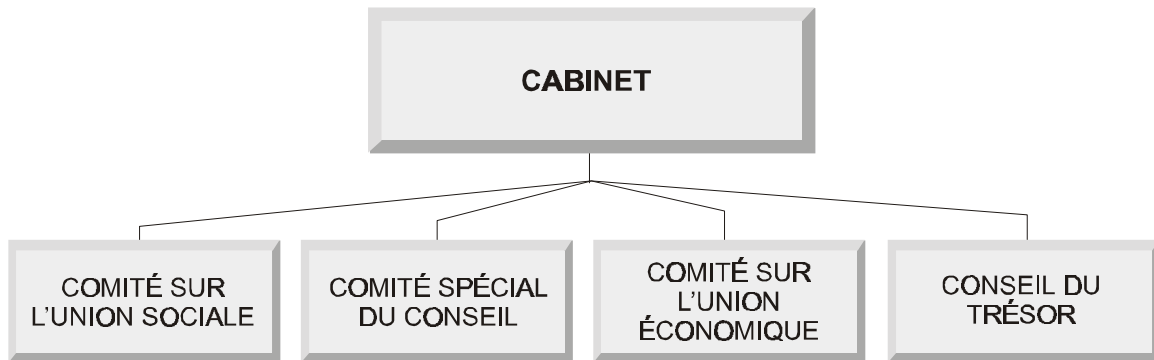 CABINET
COMITÉ SUR
L'UNION SOCIALE
COMITÉ SPÉCIAL
DU CONSEIL
COMITÉ SUR
L'UNION
ÉCONOMIQUE
CONSEIL DU
TRÉSOR